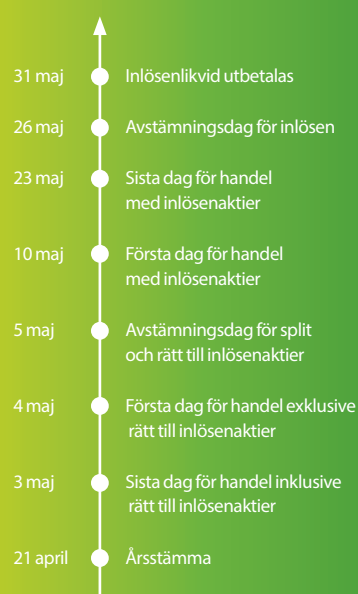 31 maj Inlösenlikvid utbetalas
26 maj Avstämningsdag för inlösen
23 maj Sista dag för handel
med inlösenaktier
10 maj Första dag för handel
med inlösenaktier
5 maj Avstämningsdag för split
och rätt till inlösenaktier
4 maj Första dag för handel exklusive
rätt till inlösenaktier
3 maj Sista dag för handel inklusive
rätt till inlösenaktier
21 april Årsstämma